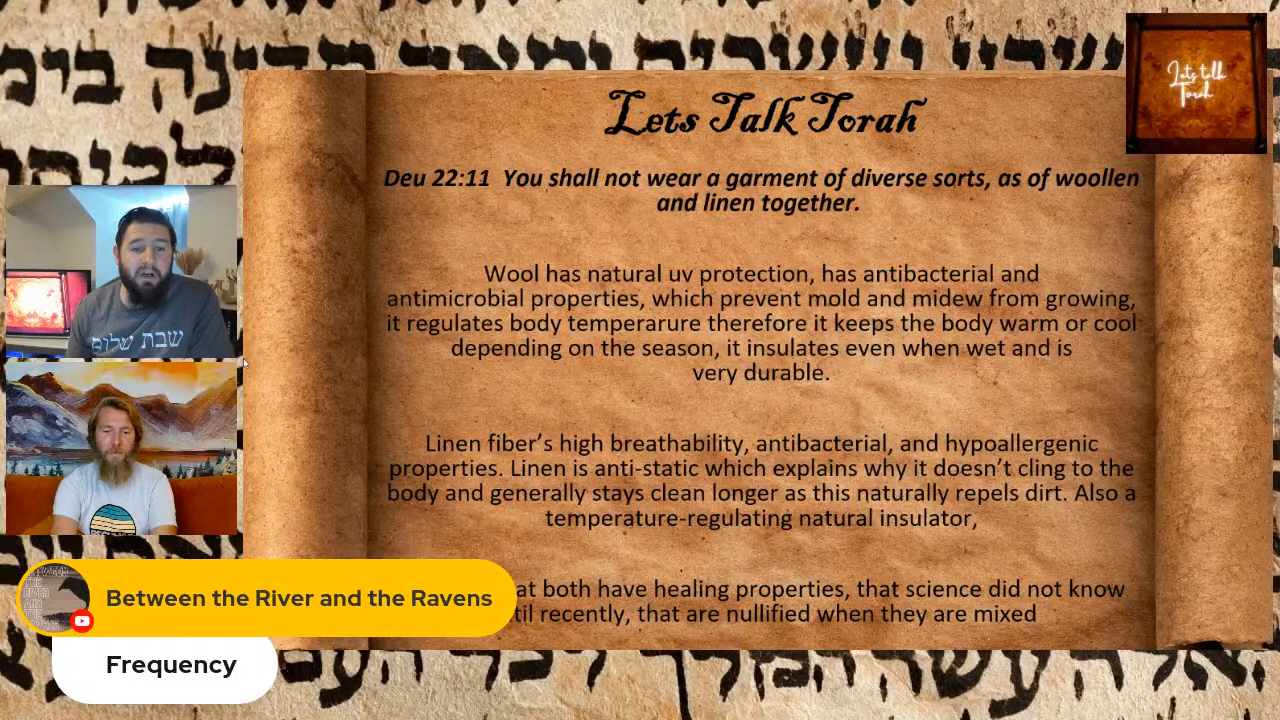 Lets Talk Torah
Lets talk
Torah
Deu 22:11 You shall not wear a garment of diverse sorts, as of woollen
and linen together.
Wool has natural uv protection, has antibacterial and
antimicrobial properties, which prevent mold and midew from growing,
it regulates body temperarure therefore it keeps the body warm or cool
depending on the season, it insulates even when wet and is
very durable.
Linen fiber’s high breathability, antibacterial, and hypoallergenic
properties. Linen is anti-static which explains why it doesn’t cling to the
body and generally stays clean longer as this naturally repels dirt. Also a
temperature-regulating natural insulator,
both have healing properties, that science did not know
recently, that are nullified when they are mixed
שבת שלום
Between the River and the Ravens
Frequency